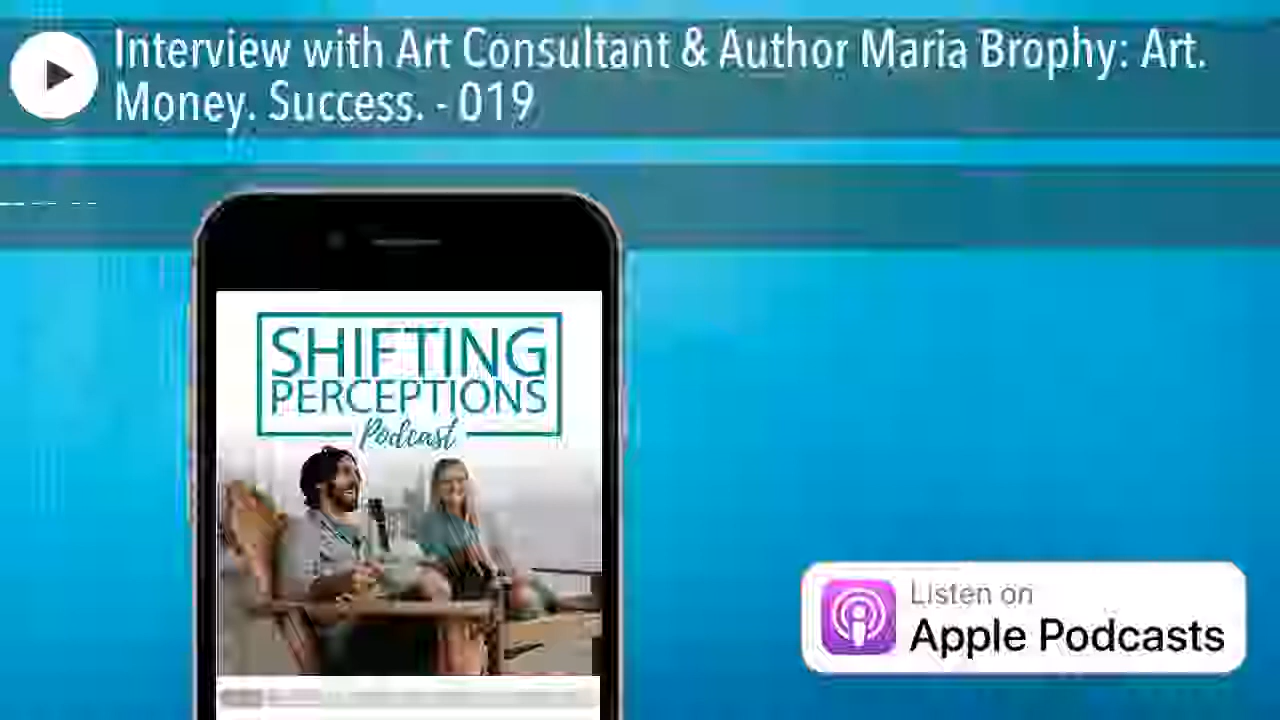 Interview with Art Consultant & Author Maria Brophy: Art.
Money. Success. - 019
SHIFTING
PERCEPTIONS
Podcast
Listen on
Apple Podcasts